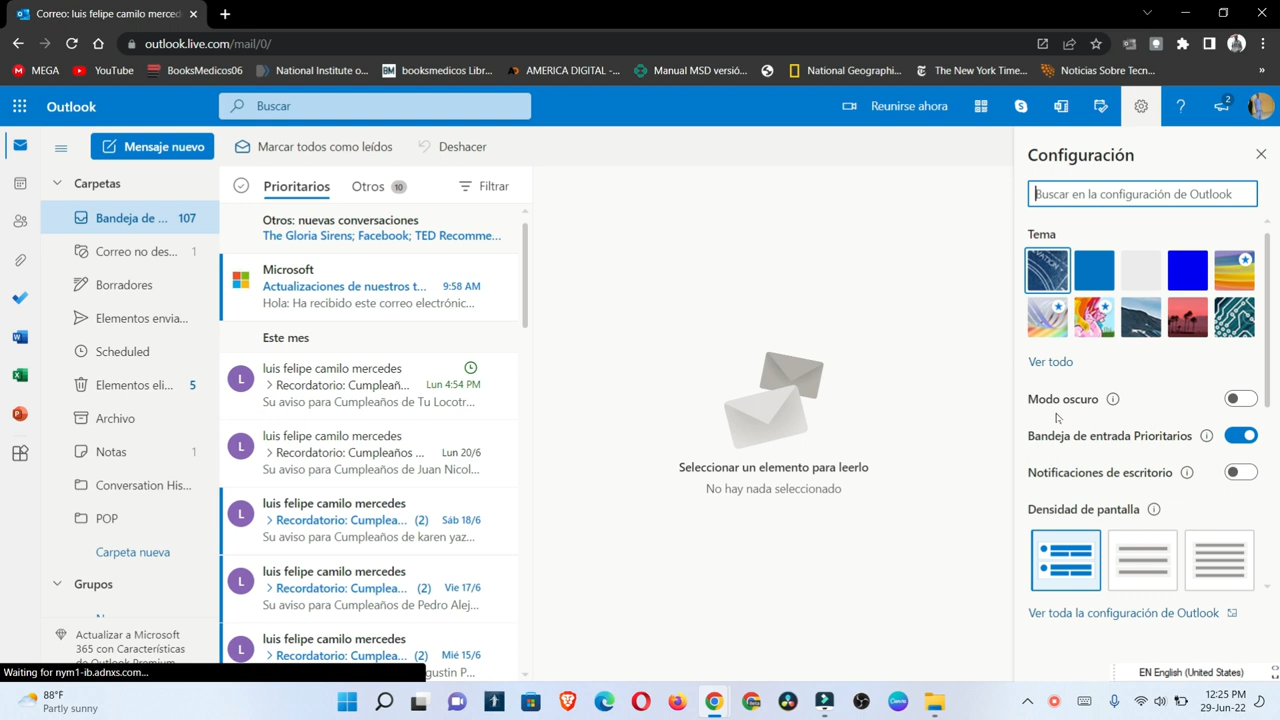 Correo: luis felipe camilo merced
outlook.live.com/mail/0/
MEGA
YouTube
BooksMedicos06
National Institute o...
booksmedicos Libr...
AMERICA DIGITAL -...
Manual MSD versió...
National Geographi...
The New York Time...
Noticias Sobre Tecn...
Outlook
Buscar
Reunirse ahora
2
Mensaje nuevo
Marcar todos como leídos
Deshacer
Carpetas
Bandeja de ... 107
Correo no des... 1
Borradores
Elementos envia...
Scheduled
Elementos eli... 5
Archivo
Notas 1
Conversation His...
POP
Carpeta nueva
Grupos
Actualizar a Microsoft
365 con Características
de Outlook Premium
Prioritarios
Otros 10
Filtrar
Otros: nuevas conversaciones
The Gloria Sirens; Facebook; TED Recomme...
Microsoft
Actualizaciones de nuestros t... 9:58 AM
Hola: Ha recibido este correo electrónic...
Este mes
luis felipe camilo mercedes
> Recordatorio: Cumpleañ... Lun 4:54 PM
Su aviso para Cumpleaños de Tu Locotr...
L
luis felipe camilo mercedes
> Recordatorio: Cumpleaños ... Lun 20/6
Su aviso para Cumpleaños de Juan Nicol...
L
luis felipe camilo mercedes
> Recordatorio: Cumplea... (2) Sáb 18/6
Su aviso para Cumpleaños de karen yaz...
L
luis felipe camilo mercedes
> Recordatorio: Cumplea... (2) Vie 17/6
Su aviso para Cumpleaños de Pedro Alej...
L
luis felipe camilo mercedes
> Recordatorio: Cumplea... (2) Mié 15/6
gustin P...
L
Seleccionar un elemento para leerlo
No hay nada seleccionado
Configuración
Buscar en la configuración de Outlook
Tema
Ver todo
Modo oscuro
Bandeja de entrada Prioritarios
Notificaciones de escritorio
Densidad de pantalla
Ver toda la configuración de Outlook
Waiting for nym1-ib.adnxs.com...
EN English (United States)
88°F
Partly sunny
12:25 PM
29-Jun-22